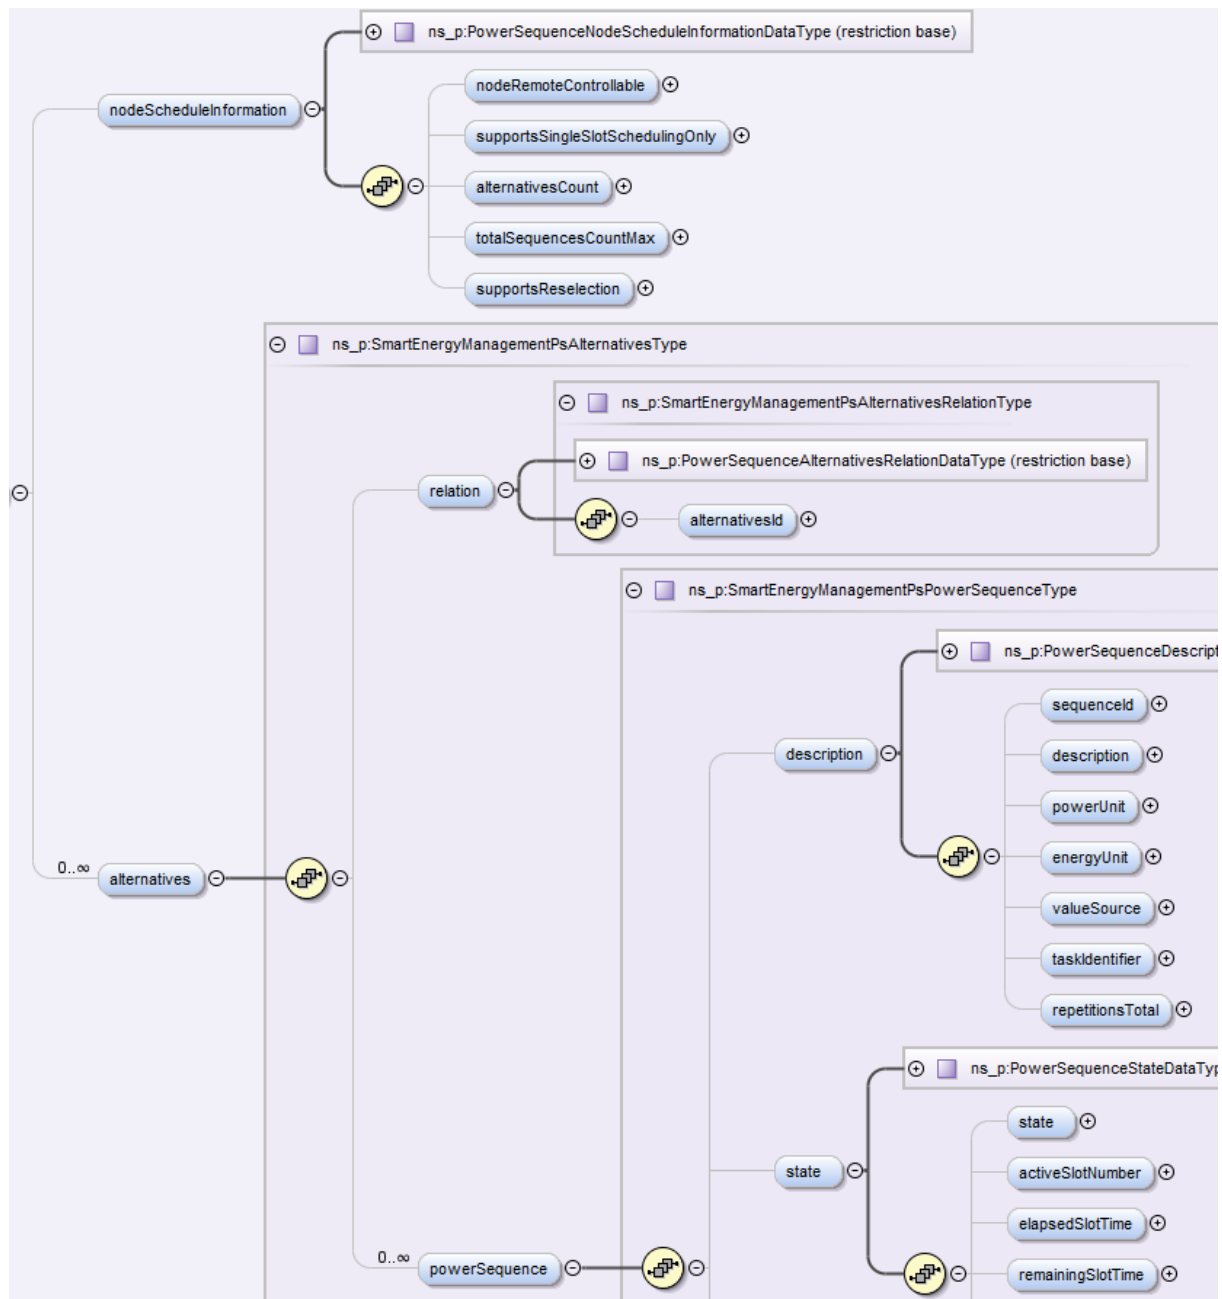 ns_p:PowerSequenceNodeScheduleInformationDataType (restriction base)
nodeScheduleInformation
nodeRemoteControllable
supportsSingleSlotSchedulingOnly
alternativesCount
totalSequencesCountMax
supportsReselection
ns_p:SmartEnergyManagementPsAlternativesType
ns_p:SmartEnergyManagementPsAlternativesRelationType
ns_p:PowerSequenceAlternativesRelationDataType (restriction base)
relation
alternativesId
ns_p:SmartEnergyManagementPsPowerSequenceType
ns_p:PowerSequenceDescript
sequenceId
description
description
powerUnit
energyUnit
0..∞
alternatives
valueSource
taskIdentifier
repetitionsTotal
ns_p:PowerSequenceStateDataTyp
state
state
activeSlotNumber
elapsedSlotTime
0..∞
powerSequence
remainingSlotTime